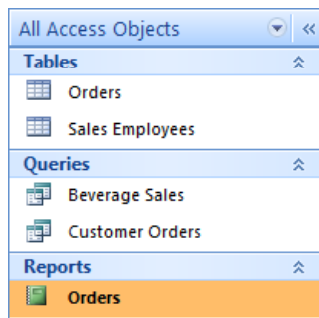 All Access Objects
Tables
Orders
Sales Employees
Queries
Beverage Sales
Customer Orders
Reports
Orders